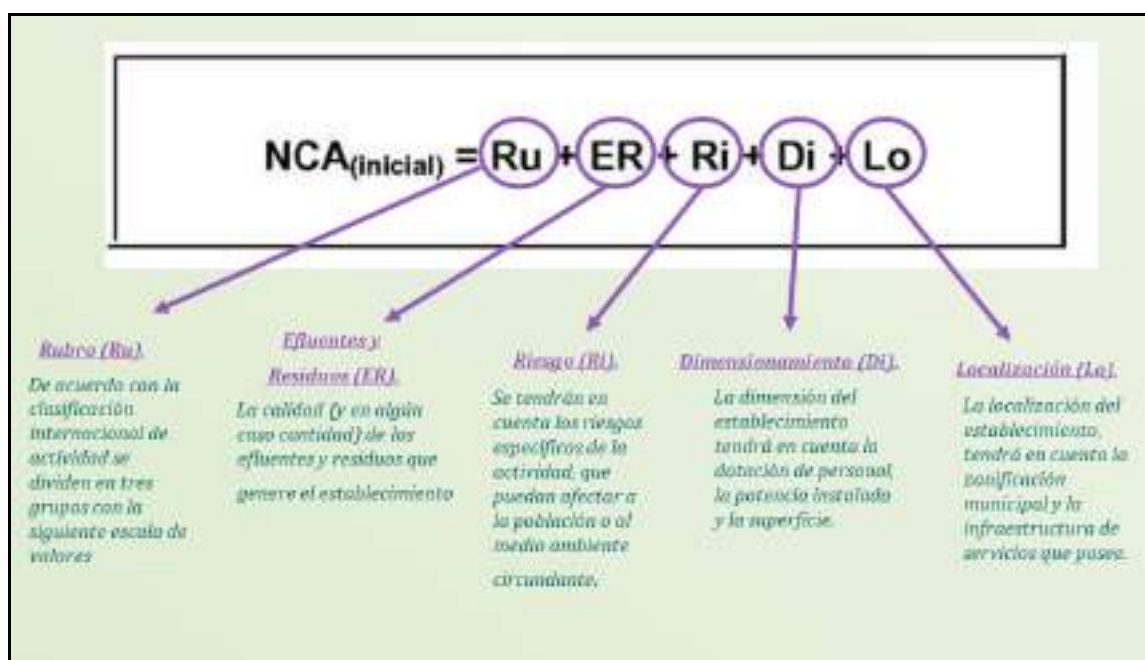 NCA(inicial) = Ru + ER + Ri + Di + Lo
Rubro (Ru).
De acuerdo con la
clasificación
internacional de
actividad se
dividen en tres
grupos con la
siguiente escala de
valores
Efluentes y
Residuos (ER).
La calidad (y en algún
caso cantidad) de los
efluentes y residuos que
genere el establecimiento
Riesgo (Ri).
Se tendrán en
cuenta los riesgos
específicos de la
actividad, que
puedan afectar a
la población o al
medio ambiente
circundante.
Dimensionamiento (Di).
La dimensión del
establecimiento
tendrá en cuenta la
dotación de personal,
la potencia instalada
y la superficie.
Localización (Lo).
La localización del
establecimiento,
tendrá en cuenta la
zonificación
municipal y la
infraestructura de
servicios que posee.